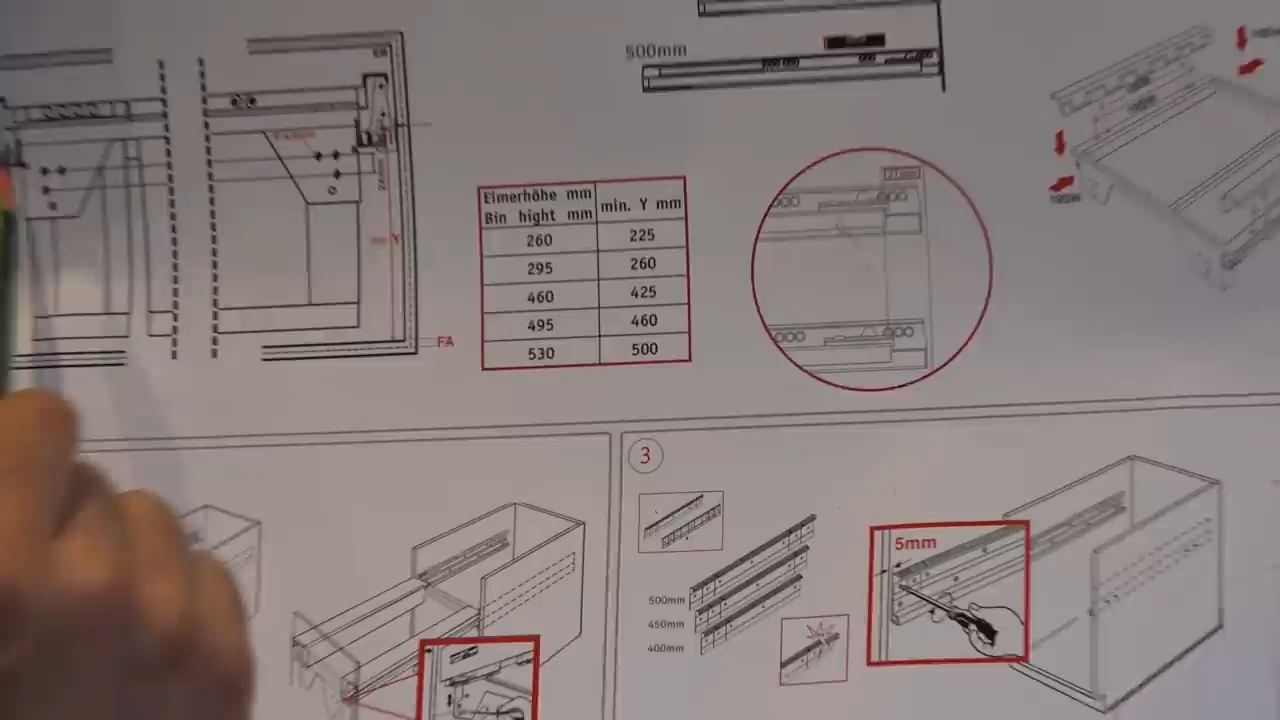 500mm
Eimerhöhe mm
Bin hight mm
min. Y mm
260 225
295 260
460 425
495 460
530 500
FA
3
5mm
500mm
450mm
400mm